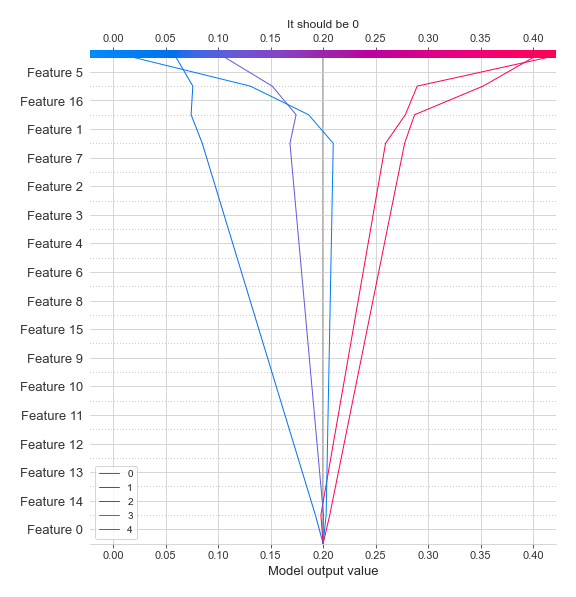 It should be 0
0.00 0.05 0.10 0.15 0.20 0.25 0.30 0.35 0.40
Feature 5
Feature 16
Feature 1
Feature 7
Feature 2
Feature 3
Feature 4
Feature 6
Feature 8
Feature 15
Feature 9
Feature 10
Feature 11
Feature 12
Feature 13
Feature 14
Feature 0
0
1
2
3
4
0.00 0.05 0.10 0.15 0.20 0.25 0.30 0.35 0.40
Model output value